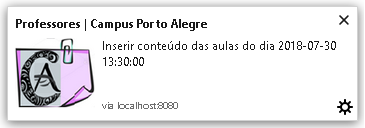 Professores | Campus Porto Alegre
Inserir conteúdo das aulas do dia 2018-07-30
13:30:00
A
via localhost:8080